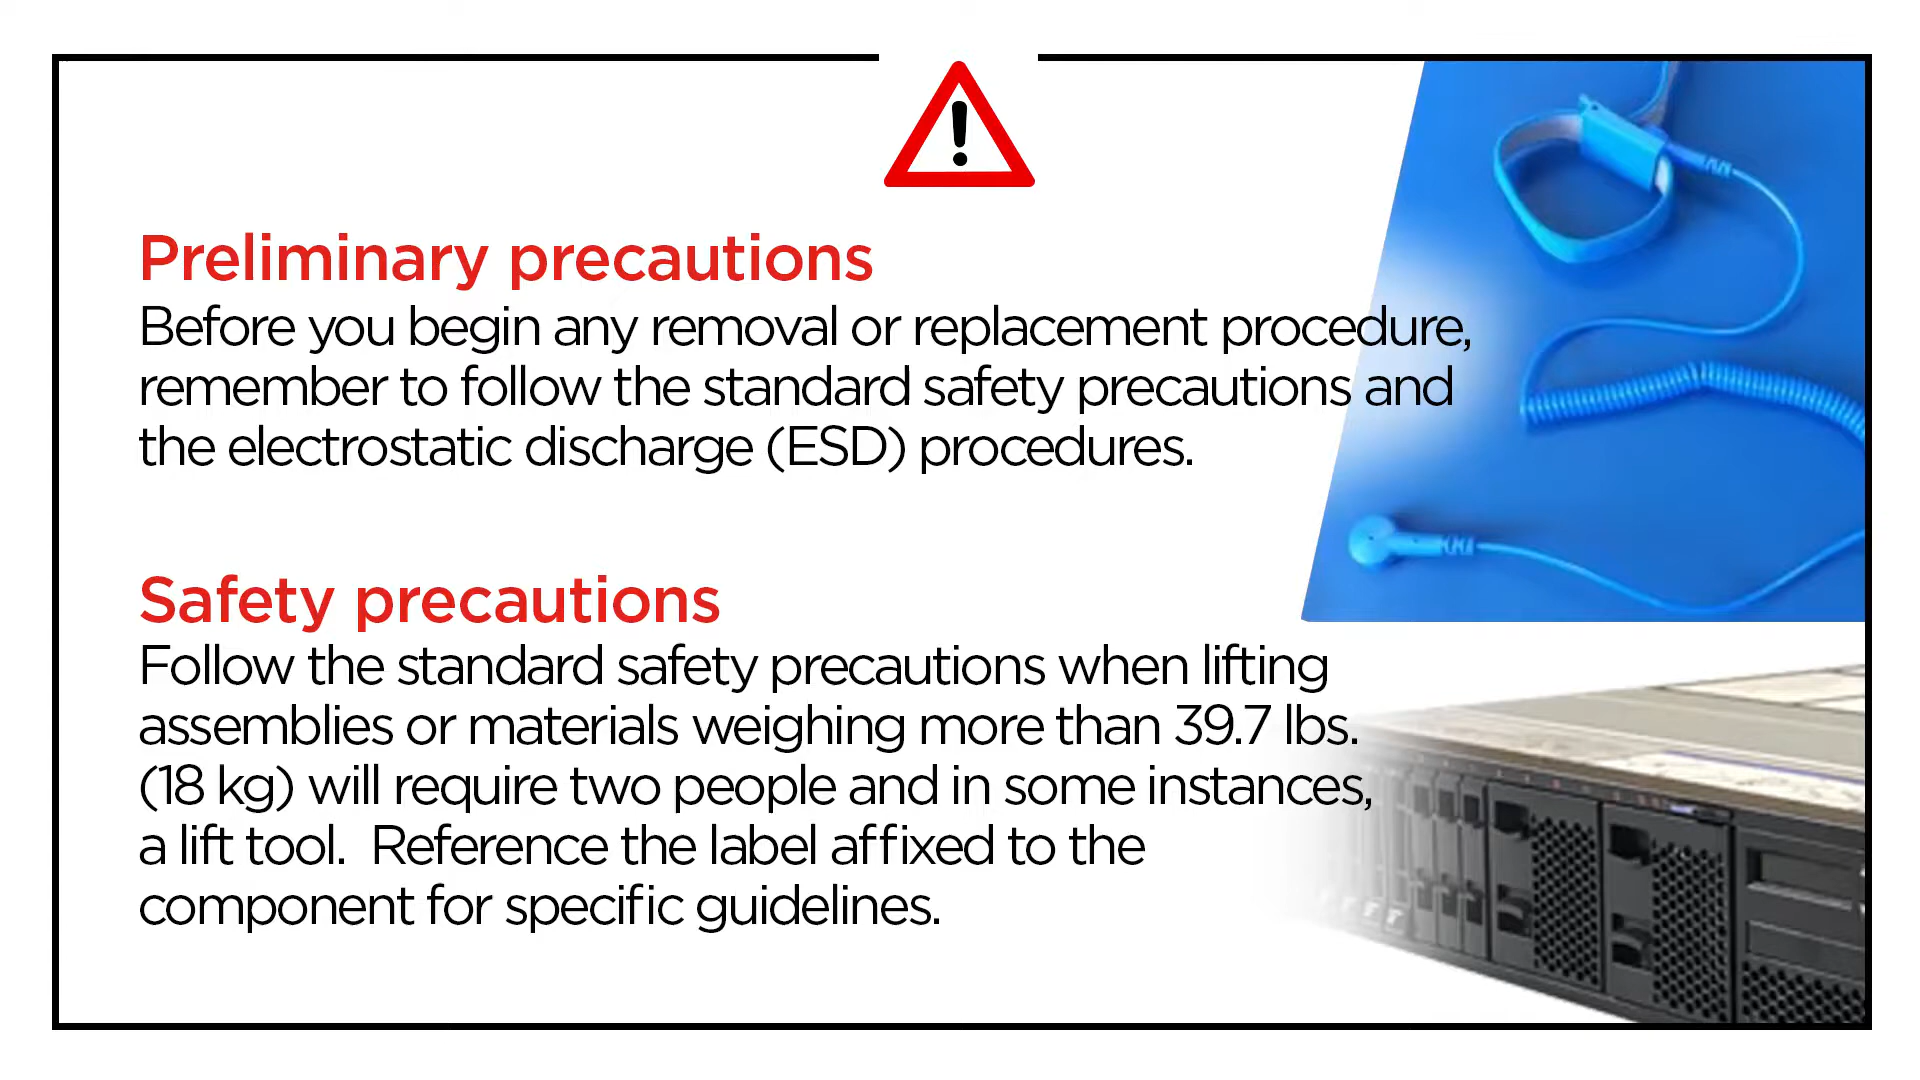 Preliminary precautions
Before you begin any removal or replacement procedure,
remember to follow the standard safety precautions and
the electrostatic discharge (ESD) procedures.
Safety precautions
Follow the standard safety precautions when lifting
assemblies or materials weighing more than 39.7 lbs.
(18 kg) will require two people and in some instances,
a lift tool.  Reference the label affixed to the
component for specific guidelines.